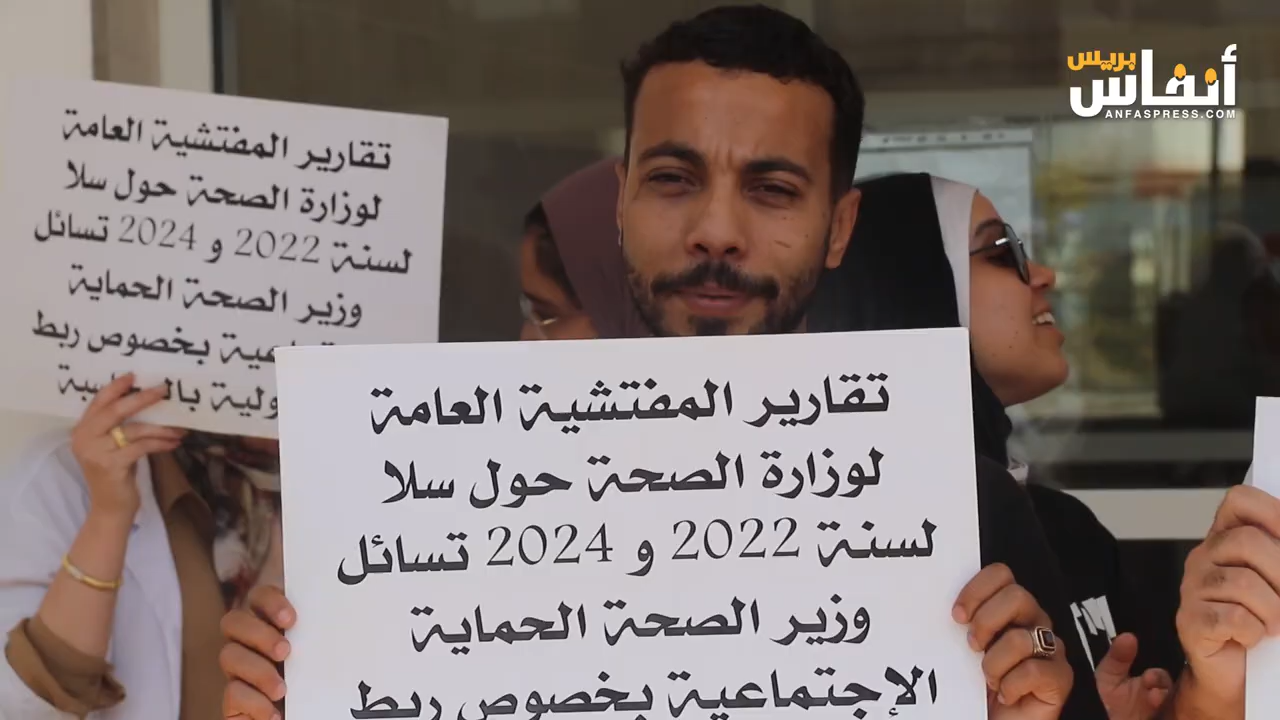 أنفاس بريس
ANFASPRESS.COM
تقارير المفتشية العامة
لوزارة الصحة حول سلا
لسنة 2022 و 2024 تسائل
وزير الصحة الحماية
بخصوص ربط
تقارير المفتشية العامة
لوزارة الصحة حول سلا
لسنة 2022 و 2024 تسائل
وزير الصحة الحماية
الإجتماعية بخصوص ربط